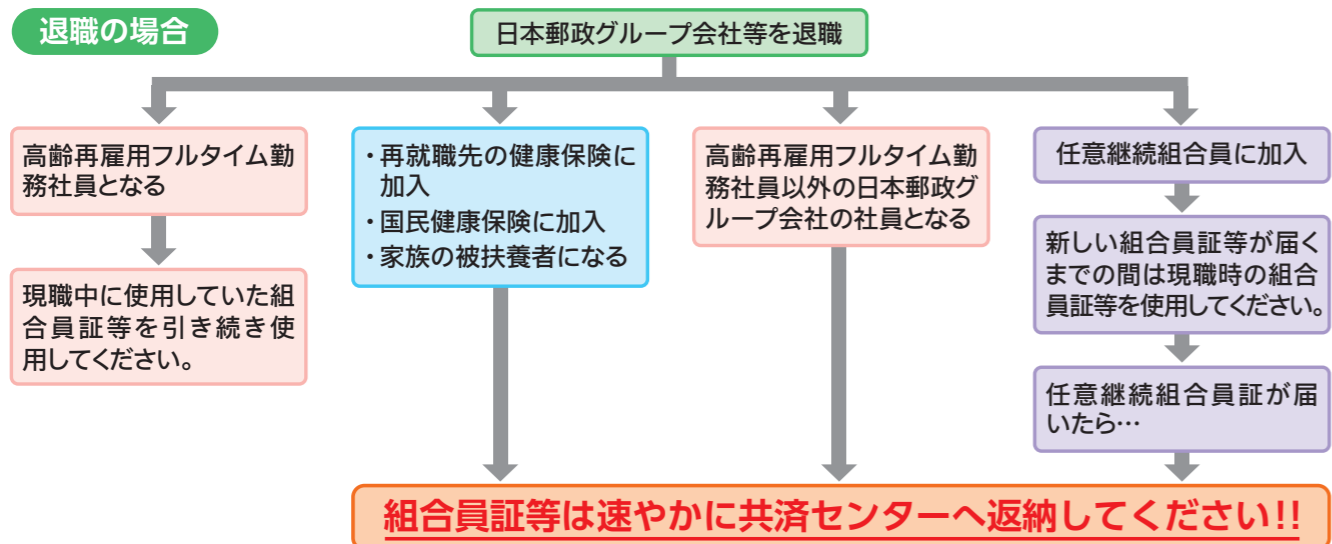 退職の場合
日本郵政グループ会社等を退職
高齢再雇用フルタイム勤
務社員となる
現職中に使用していた組
合員証等を引き続き使
用してください。
・再就職先の健康保険に
加入
・国民健康保険に加入
・家族の被扶養者になる
高齢再雇用フルタイム勤
務社員以外の日本郵政グ
ループ会社の社員となる
任意継続組合員に加入
新しい組合員証等が届く
までの間は現職時の組合
員証等を使用してください。
任意継続組合員証が届
いたら…
組合員証等は速やかに共済センターへ返納してください!!